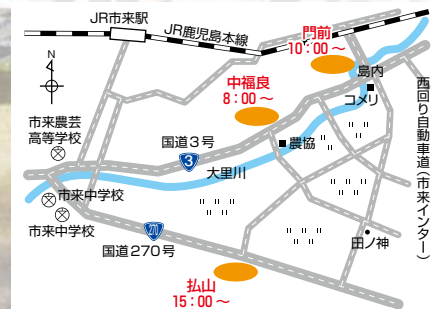 JR市来駅
JR鹿児島本線
門前
10:00～
N
島内
コメリ
中福良
8:00～
市来農芸
高等学校
国道3号
3
農協
大里川
西回り自動車道(市来インター)
市来中学校
市来中学校
270
国道270号
田ノ神
払山
15:00～